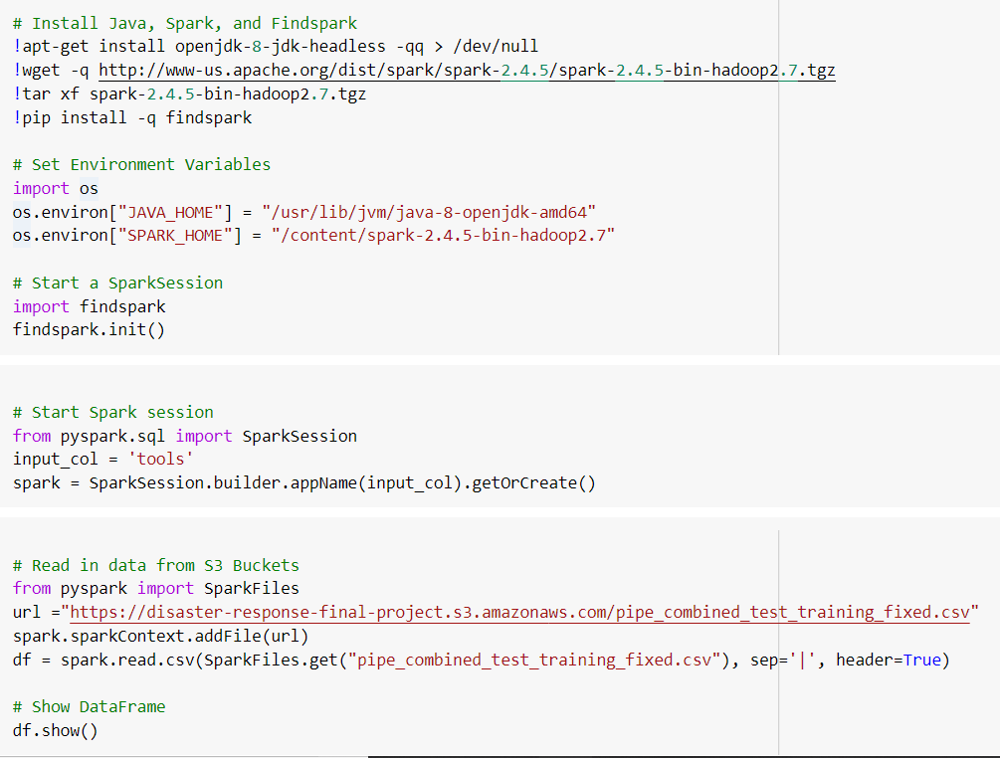 # Install Java, Spark, and Findspark
!apt-get install openjdk-8-jdk-headless -qq > /dev/null
!wget -q http://www-us.apache.org/dist/spark/spark-2.4.5/spark-2.4.5-bin-hadoop2.7.tgz
!tar xf spark-2.4.5-bin-hadoop2.7.tgz
!pip install -q findspark
# Set Environment Variables
import os
os.environ["JAVA_HOME"] = "/usr/lib/jvm/java-8-openjdk-amd64"
os.environ["SPARK_HOME"] = "/content/spark-2.4.5-bin-hadoop2.7"
# Start a SparkSession
import findspark
findspark.init()
# Start Spark session
from pyspark.sql import SparkSession
input_col = 'tools'
spark = SparkSession.builder.appName(input_col).getOrCreate()
# Read in data from S3 Buckets
from pyspark import SparkFiles
url ="https://disaster-response-final-project.s3.amazonaws.com/pipe_combined_test_training_fixed.csv"
spark.sparkContext.addFile(url)
df = spark.read.csv(SparkFiles.get("pipe_combined_test_training_fixed.csv"), sep='|', header=True)
# Show DataFrame
df.show()